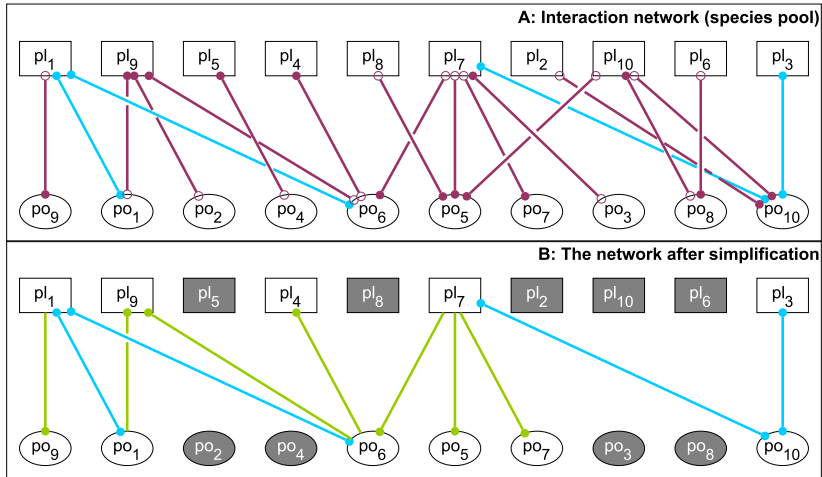 A: Interaction network (species pool)
pl1 pl9 pl5 pl4 pl8 pl7 pl2 pl10 pl6 pl3
po9 po1 po2 po4 po6 po5 po7 po3 po8 po10
B: The network after simplification
pl1 pl9 pl5 pl4 pl8 pl7 pl2 pl10 pl6 pl3
po9 po1 po2 po4 po6 po5 po7 po3 po8 po10